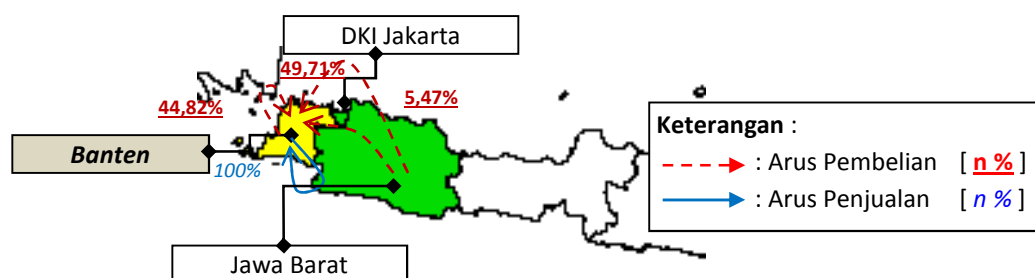 DKI Jakarta
49,71%
44,82%
5,47%
Banten
100%
Jawa Barat
Keterangan :
: Arus Pembelian [ n % ]
: Arus Penjualan [ n % ]